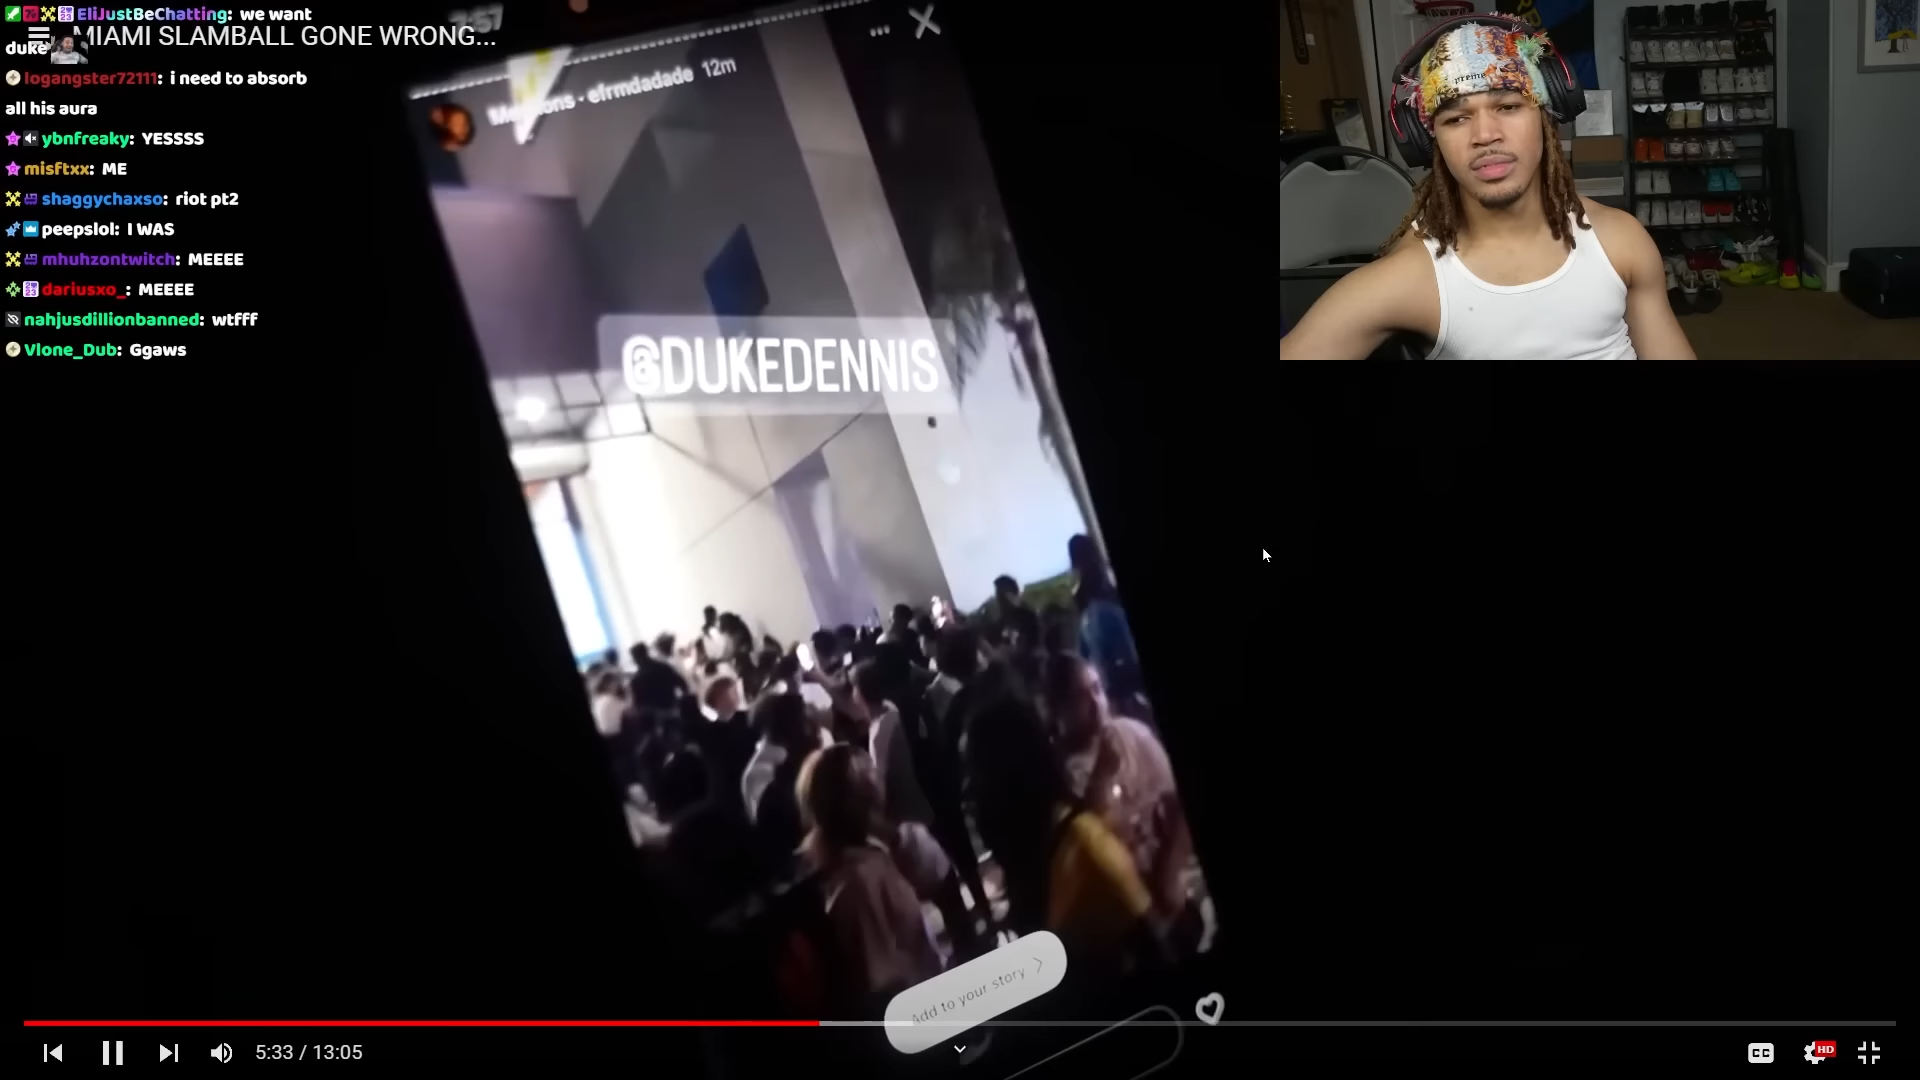 EliJustBeChatting: we want
duke
MIAMI SLAMBALL GONE WRONG...
logangster72111: i need to absorb
all his aura
ybnfreaky: YESSSS
misftxx: ME
shaggychaxso: riot pt2
peepslol: I WAS
mhuhzontwitch: MEEEE
dariusxo_: MEEEE
nahjusdillionbanned: wtfff
Vlone_Dub: Ggaws
efrmdadade 12m
@DUKEDENNIS
preme
Add to your story
5:33 / 13:05
CC
HD